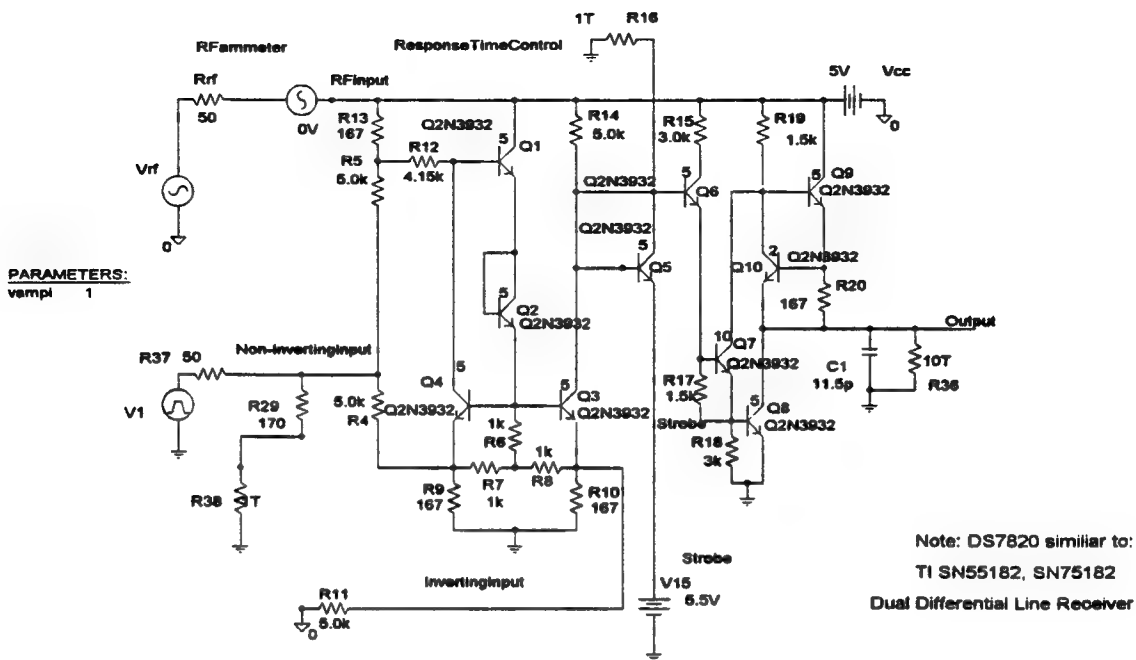 1T R16
RFammeter
ResponseTimeControl
Rrf
50
0V
RFinput
5V Vcc
0
R13
167
Q2N3932
R14
5.0k
R15
3.0k
R19
1.5k
R12
4.15k
5
Q1
R5
5.0k
Vrf
0
Q2N3932
5
Q6
5
Q9
Q2N3932
Q2N3932
5
Q5
2
Q2N3932
Q10
R20
167
PARAMETERS:
vampl 1
5
Q2
Q2N3932
Output
R37 50
Non-InvertingInput
V1
R29
170
5.0k
R4
5
Q4
Q2N3932
5
Q3
Q2N3932
10
Q7
Q2N3932
R17
1.5k
C1
11.5p
10T
R36
Strobe
5
Q8
Q2N3932
R18
3k
1k
R6
1k
R8
R7
1k
R9
167
R10
167
R38
1T
InvertingInput
R11
5.0k
0
Strobe
V15
5.5V
Note: DS7820 similiar to:
TI SN55182, SN75182
Dual Differential Line Receiver